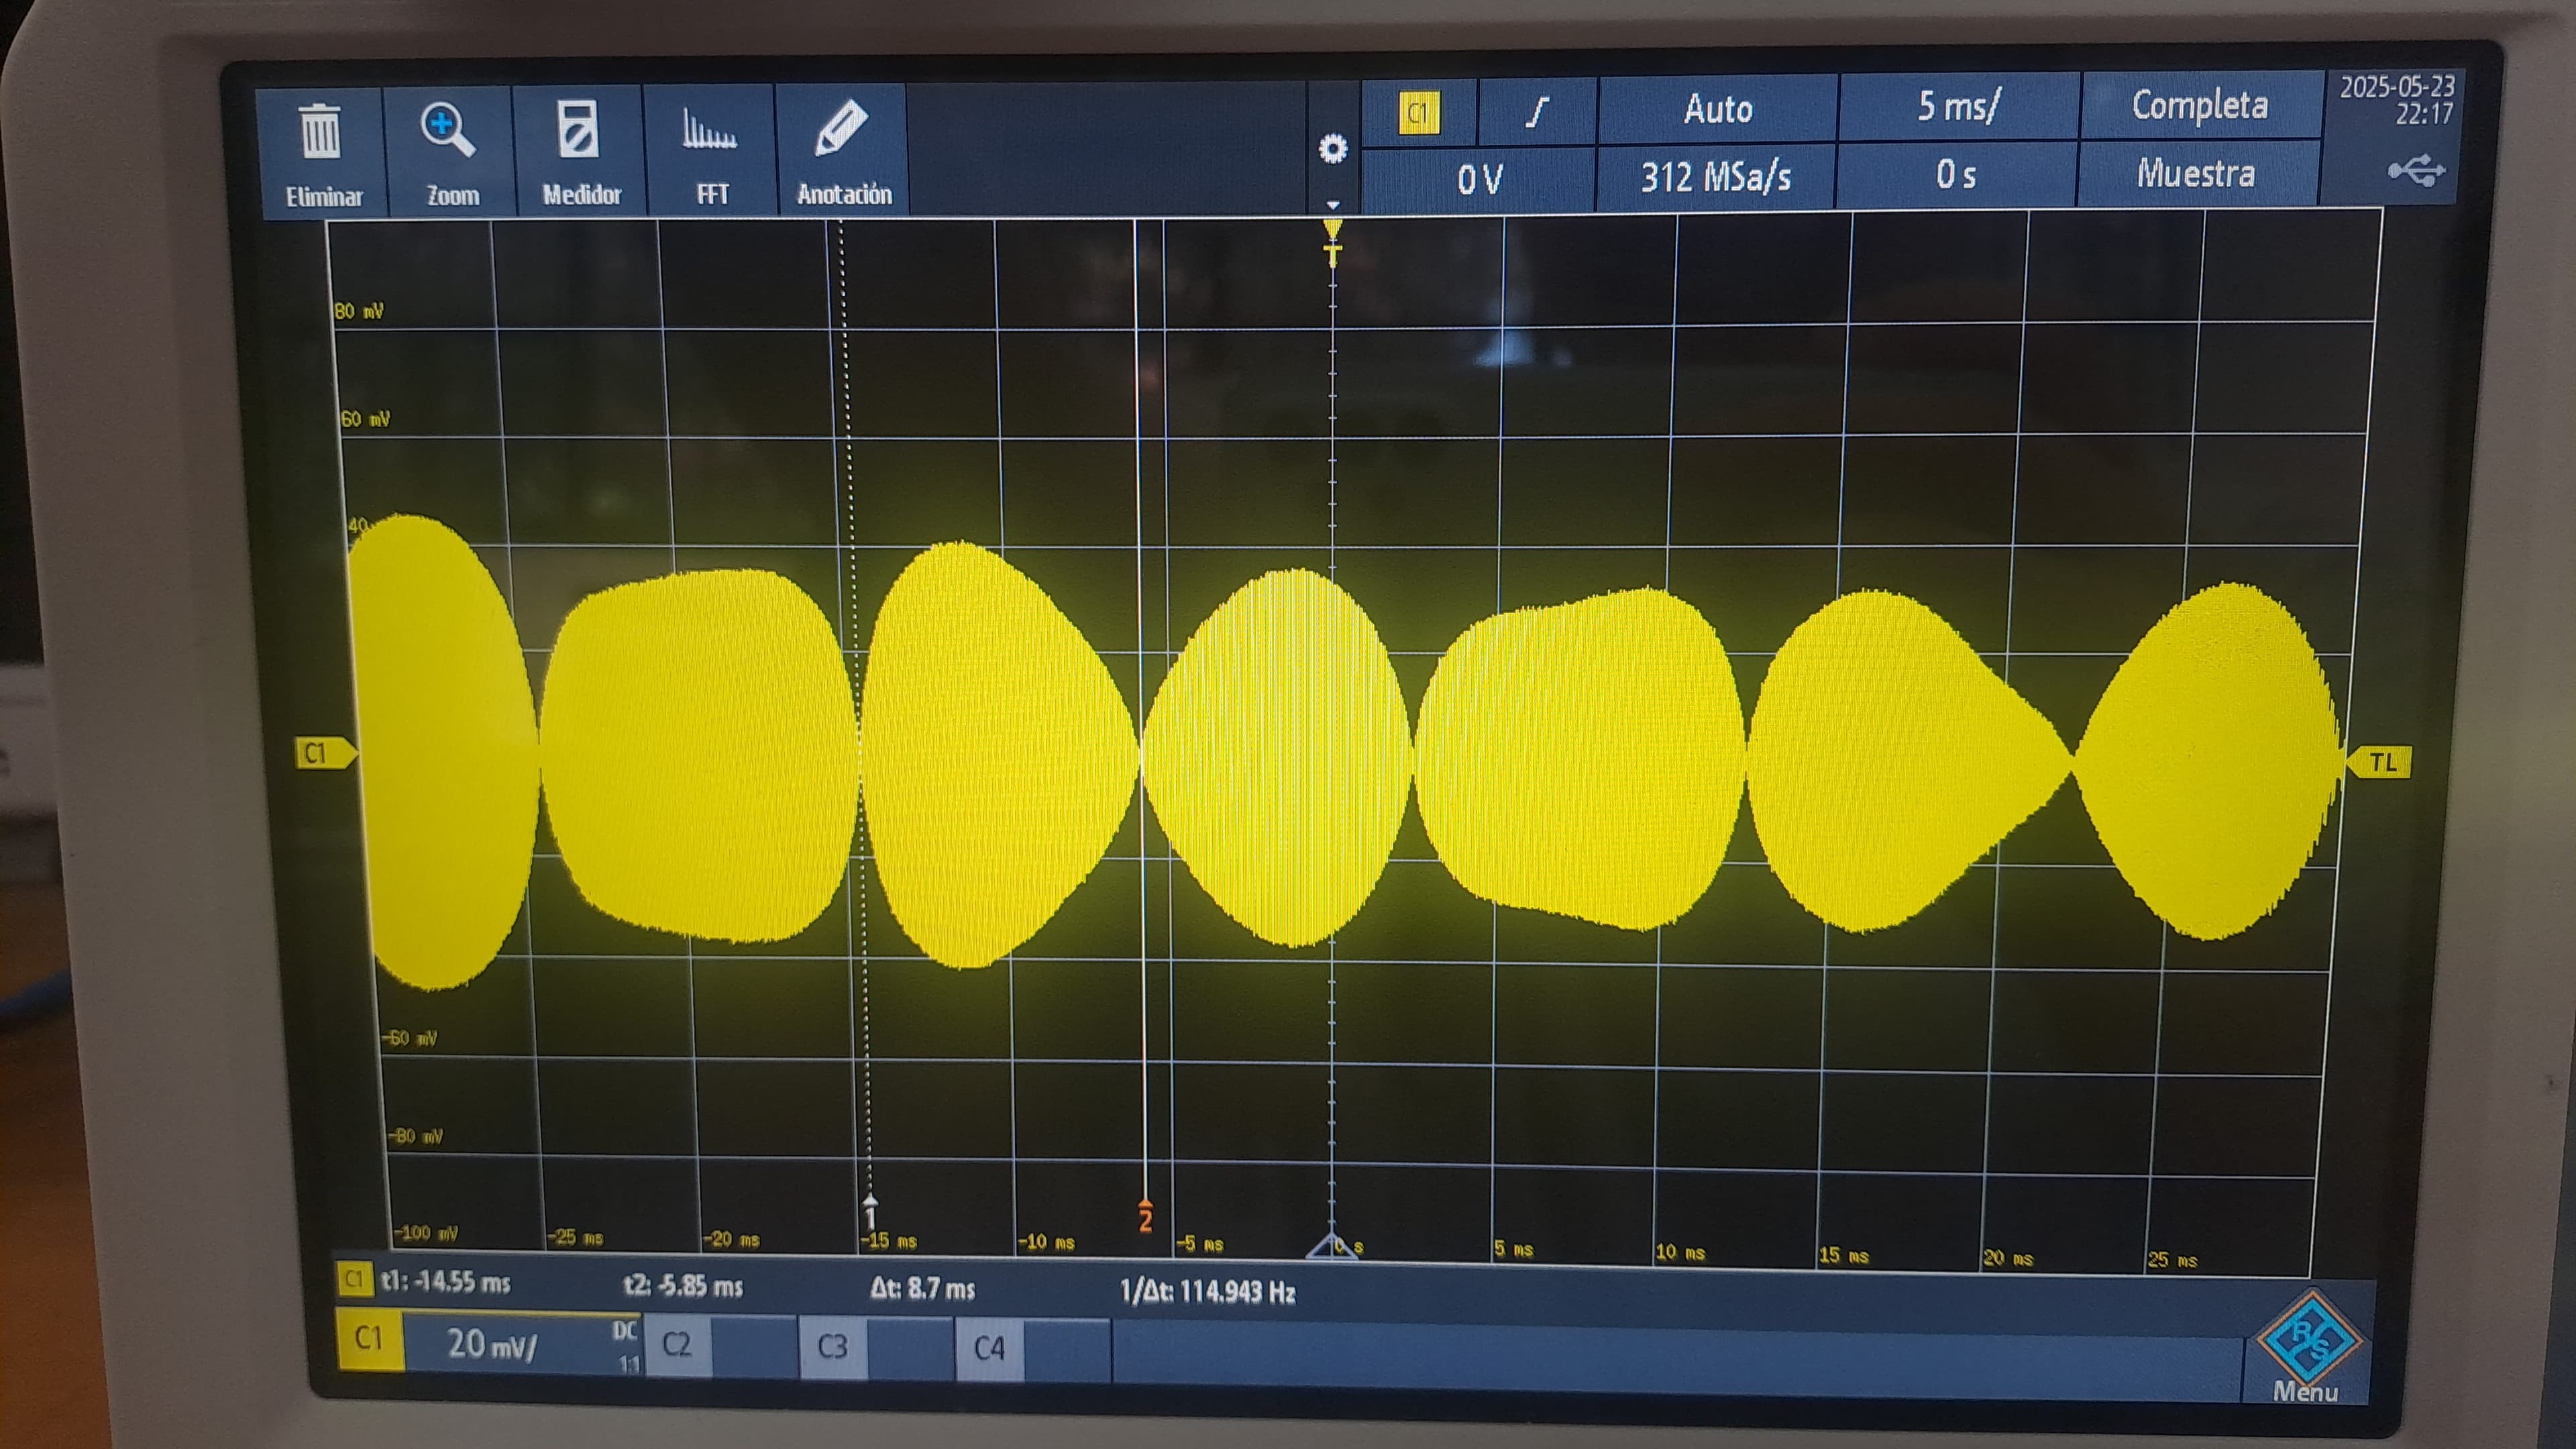 Eliminar Zoom Medidor FFT Anotación
C1 Auto 5 ms/ Completa
0 V 312 MSa/s 0 s Muestra
2025-05-23
22:17
T
80 mV
60 mV
40
C1
TL
-60 mV
-80 mV
-100 mV
1
2
-25 ms -20 ms -15 ms -10 ms -5 ms 0 s 5 ms 10 ms 15 ms 20 ms 25 ms
C1 t1: -14.55 ms t2: -5.85 ms Δt: 8.7 ms 1/Δt: 114.943 Hz
C1 20 mV/ DC 1:1 C2 C3 C4
R S
Menu